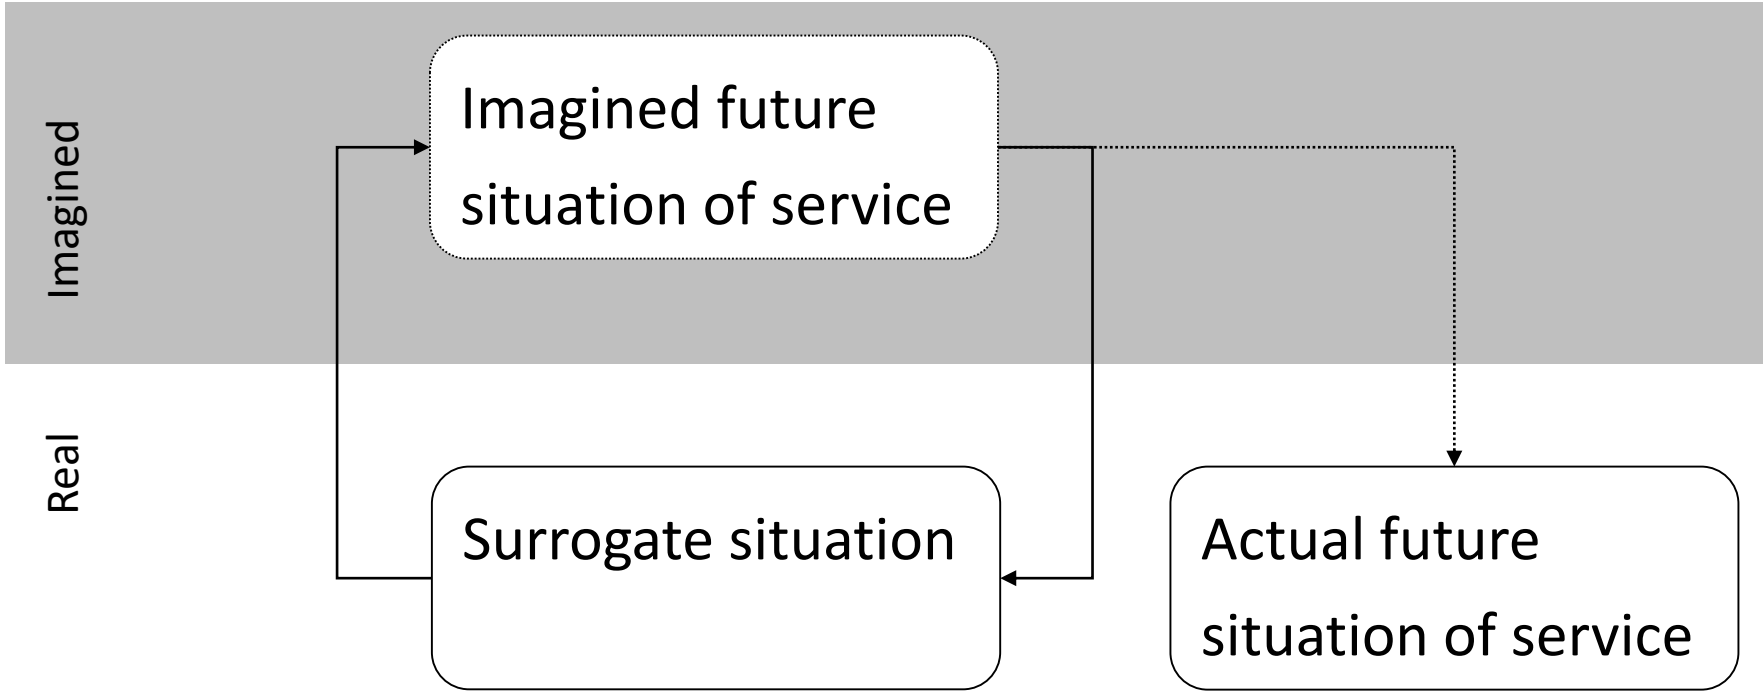 Imagined
Imagined future
situation of service
Real
Surrogate situation
Actual future
situation of service